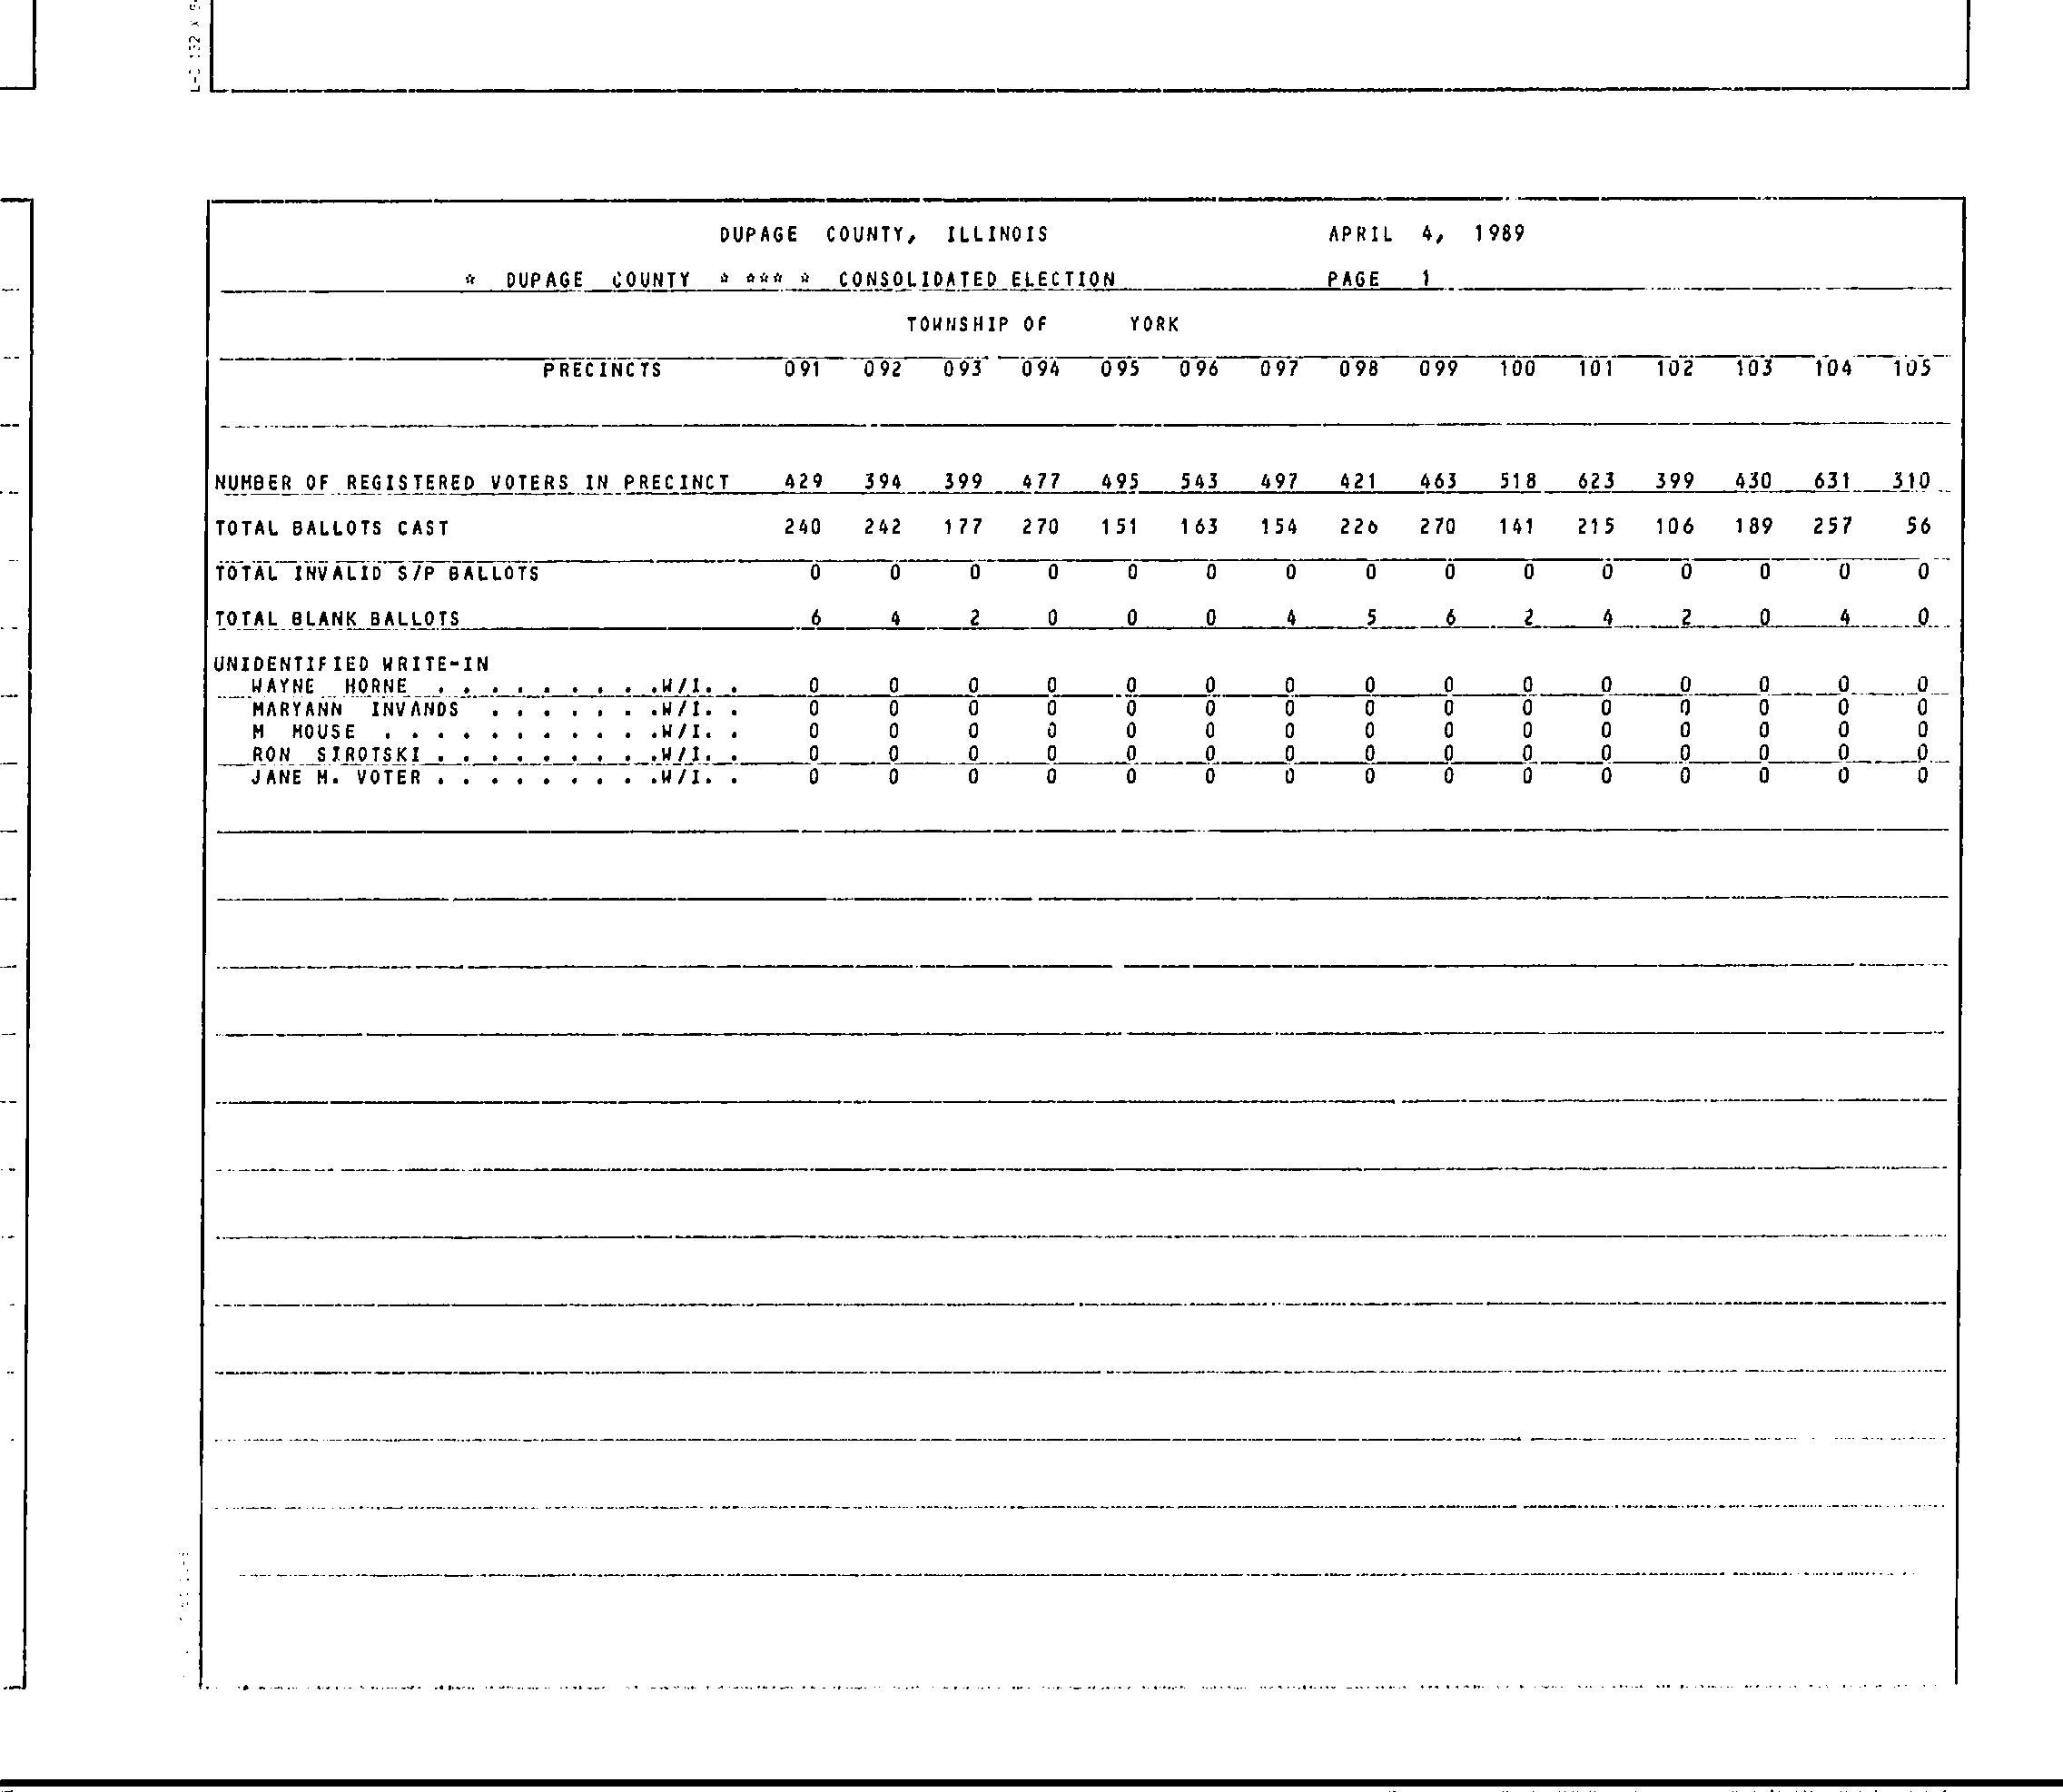 DUPAGE COUNTY, ILLINOIS APRIL 4, 1989
* DUPAGE COUNTY * *** * CONSOLIDATED ELECTION PAGE 1
TOWNSHIP OF YORK
PRECINCTS 091 092 093 094 095 096 097 098 099 100 101 102 103 104 105
NUMBER OF REGISTERED VOTERS IN PRECINCT 429 394 399 477 495 543 497 421 463 518 623 399 430 631 310
TOTAL BALLOTS CAST 240 242 177 270 151 163 154 226 270 141 215 106 189 257 56
TOTAL INVALID S/P BALLOTS 0 0 0 0 0 0 0 0 0 0 0 0 0 0 0
TOTAL BLANK BALLOTS 6 4 2 0 0 0 4 5 6 2 4 2 0 4 0
UNIDENTIFIED WRITE-IN
WAYNE HORNE . . . . . . . . .W/I. . 0 0 0 0 0 0 0 0 0 0 0 0 0 0 0
MARYANN INVANDS . . . . . . .W/I. . 0 0 0 0 0 0 0 0 0 0 0 0 0 0 0
M MOUSE . . . . . . . . . . .W/I. . 0 0 0 0 0 0 0 0 0 0 0 0 0 0 0
RON SIROTSKI . . . . . . . . .W/I. . 0 0 0 0 0 0 0 0 0 0 0 0 0 0 0
JANE M. VOTER . . . . . . . . .W/I. . 0 0 0 0 0 0 0 0 0 0 0 0 0 0 0